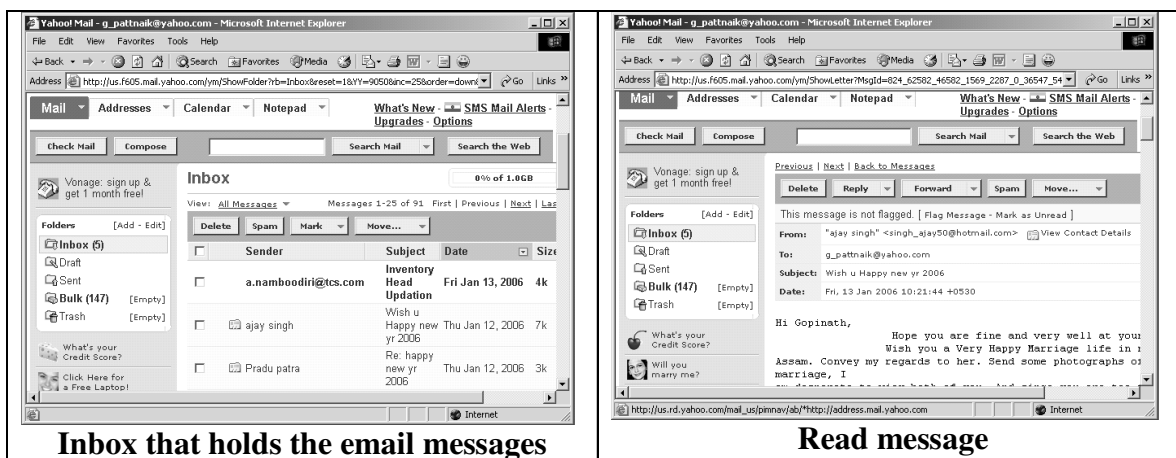 Yahoo! Mail - g_pattnaik@yahoo.com - Microsoft Internet Explorer
File Edit View Favorites Tools Help
Back Search Favorites Media
Address http://us.f605.mail.yahoo.com/ym/ShowFolder?rb=Inbox&reset=1&YY=9050&inc=25&order=down& Go Links »
Mail Addresses Calendar Notepad What's New - SMS Mail Alerts -
Upgrades - Options
Check Mail Compose Search Mail Search the Web
Vonage: sign up &
get 1 month free!
Inbox 0% of 1.0GB
View: All Messages Messages 1-25 of 91 First | Previous | Next | Las
Folders [Add - Edit]
Inbox (5)
Draft
Sent
Bulk (147) [Empty]
Trash [Empty]
What's your
Credit Score?
Click Here for
a Free Laptop!
Delete Spam Mark Move...
Sender Subject Date Size
a.namboodiri@tcs.com Inventory Head Updation Fri Jan 13, 2006 4k
ajay singh Wish u Happy new yr 2006 Thu Jan 12, 2006 7k
Pradu patra Re: happy new yr 2006 Thu Jan 12, 2006 3k
Internet
Inbox that holds the email messages
Yahoo! Mail - g_pattnaik@yahoo.com - Microsoft Internet Explorer
File Edit View Favorites Tools Help
Back Search Favorites Media
Address http://us.f605.mail.yahoo.com/ym/ShowLetter?MsgId=824_62582_46582_1569_2287_0_36547_54 Go Links »
Mail Addresses Calendar Notepad What's New - SMS Mail Alerts -
Upgrades - Options
Check Mail Compose Search Mail Search the Web
Vonage: sign up &
get 1 month free!
Folders [Add - Edit]
Inbox (5)
Draft
Sent
Bulk (147) [Empty]
Trash [Empty]
What's your
Credit Score?
Will you
marry me?
Previous | Next | Back to Messages
Delete Reply Forward Spam Move...
This message is not flagged. [ Flag Message - Mark as Unread ]
From: "ajay singh" <singh_ajay50@hotmail.com> View Contact Details
To: g_pattnaik@yahoo.com
Subject: Wish u Happy new yr 2006
Date: Fri, 13 Jan 2006 10:21:44 +0530
Hi Gopinath,
Hope you are fine and very well at your
Wish you a Very Happy Marriage life in
Assam. Convey my regards to her. Send some photographs of
marriage, I
http://us.rd.yahoo.com/mail_us/pimnav/ab/*http://address.mail.yahoo.com Internet
Read message